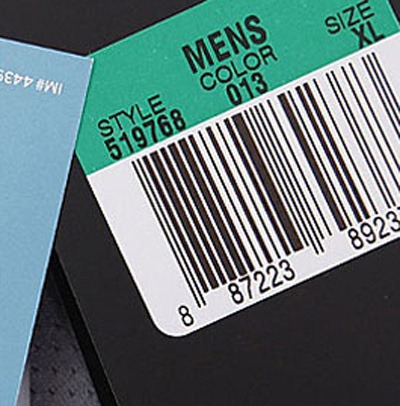 MENS
STYLE COLOR SIZE
519768 013 XL
8 87223 8923
IM# 4439